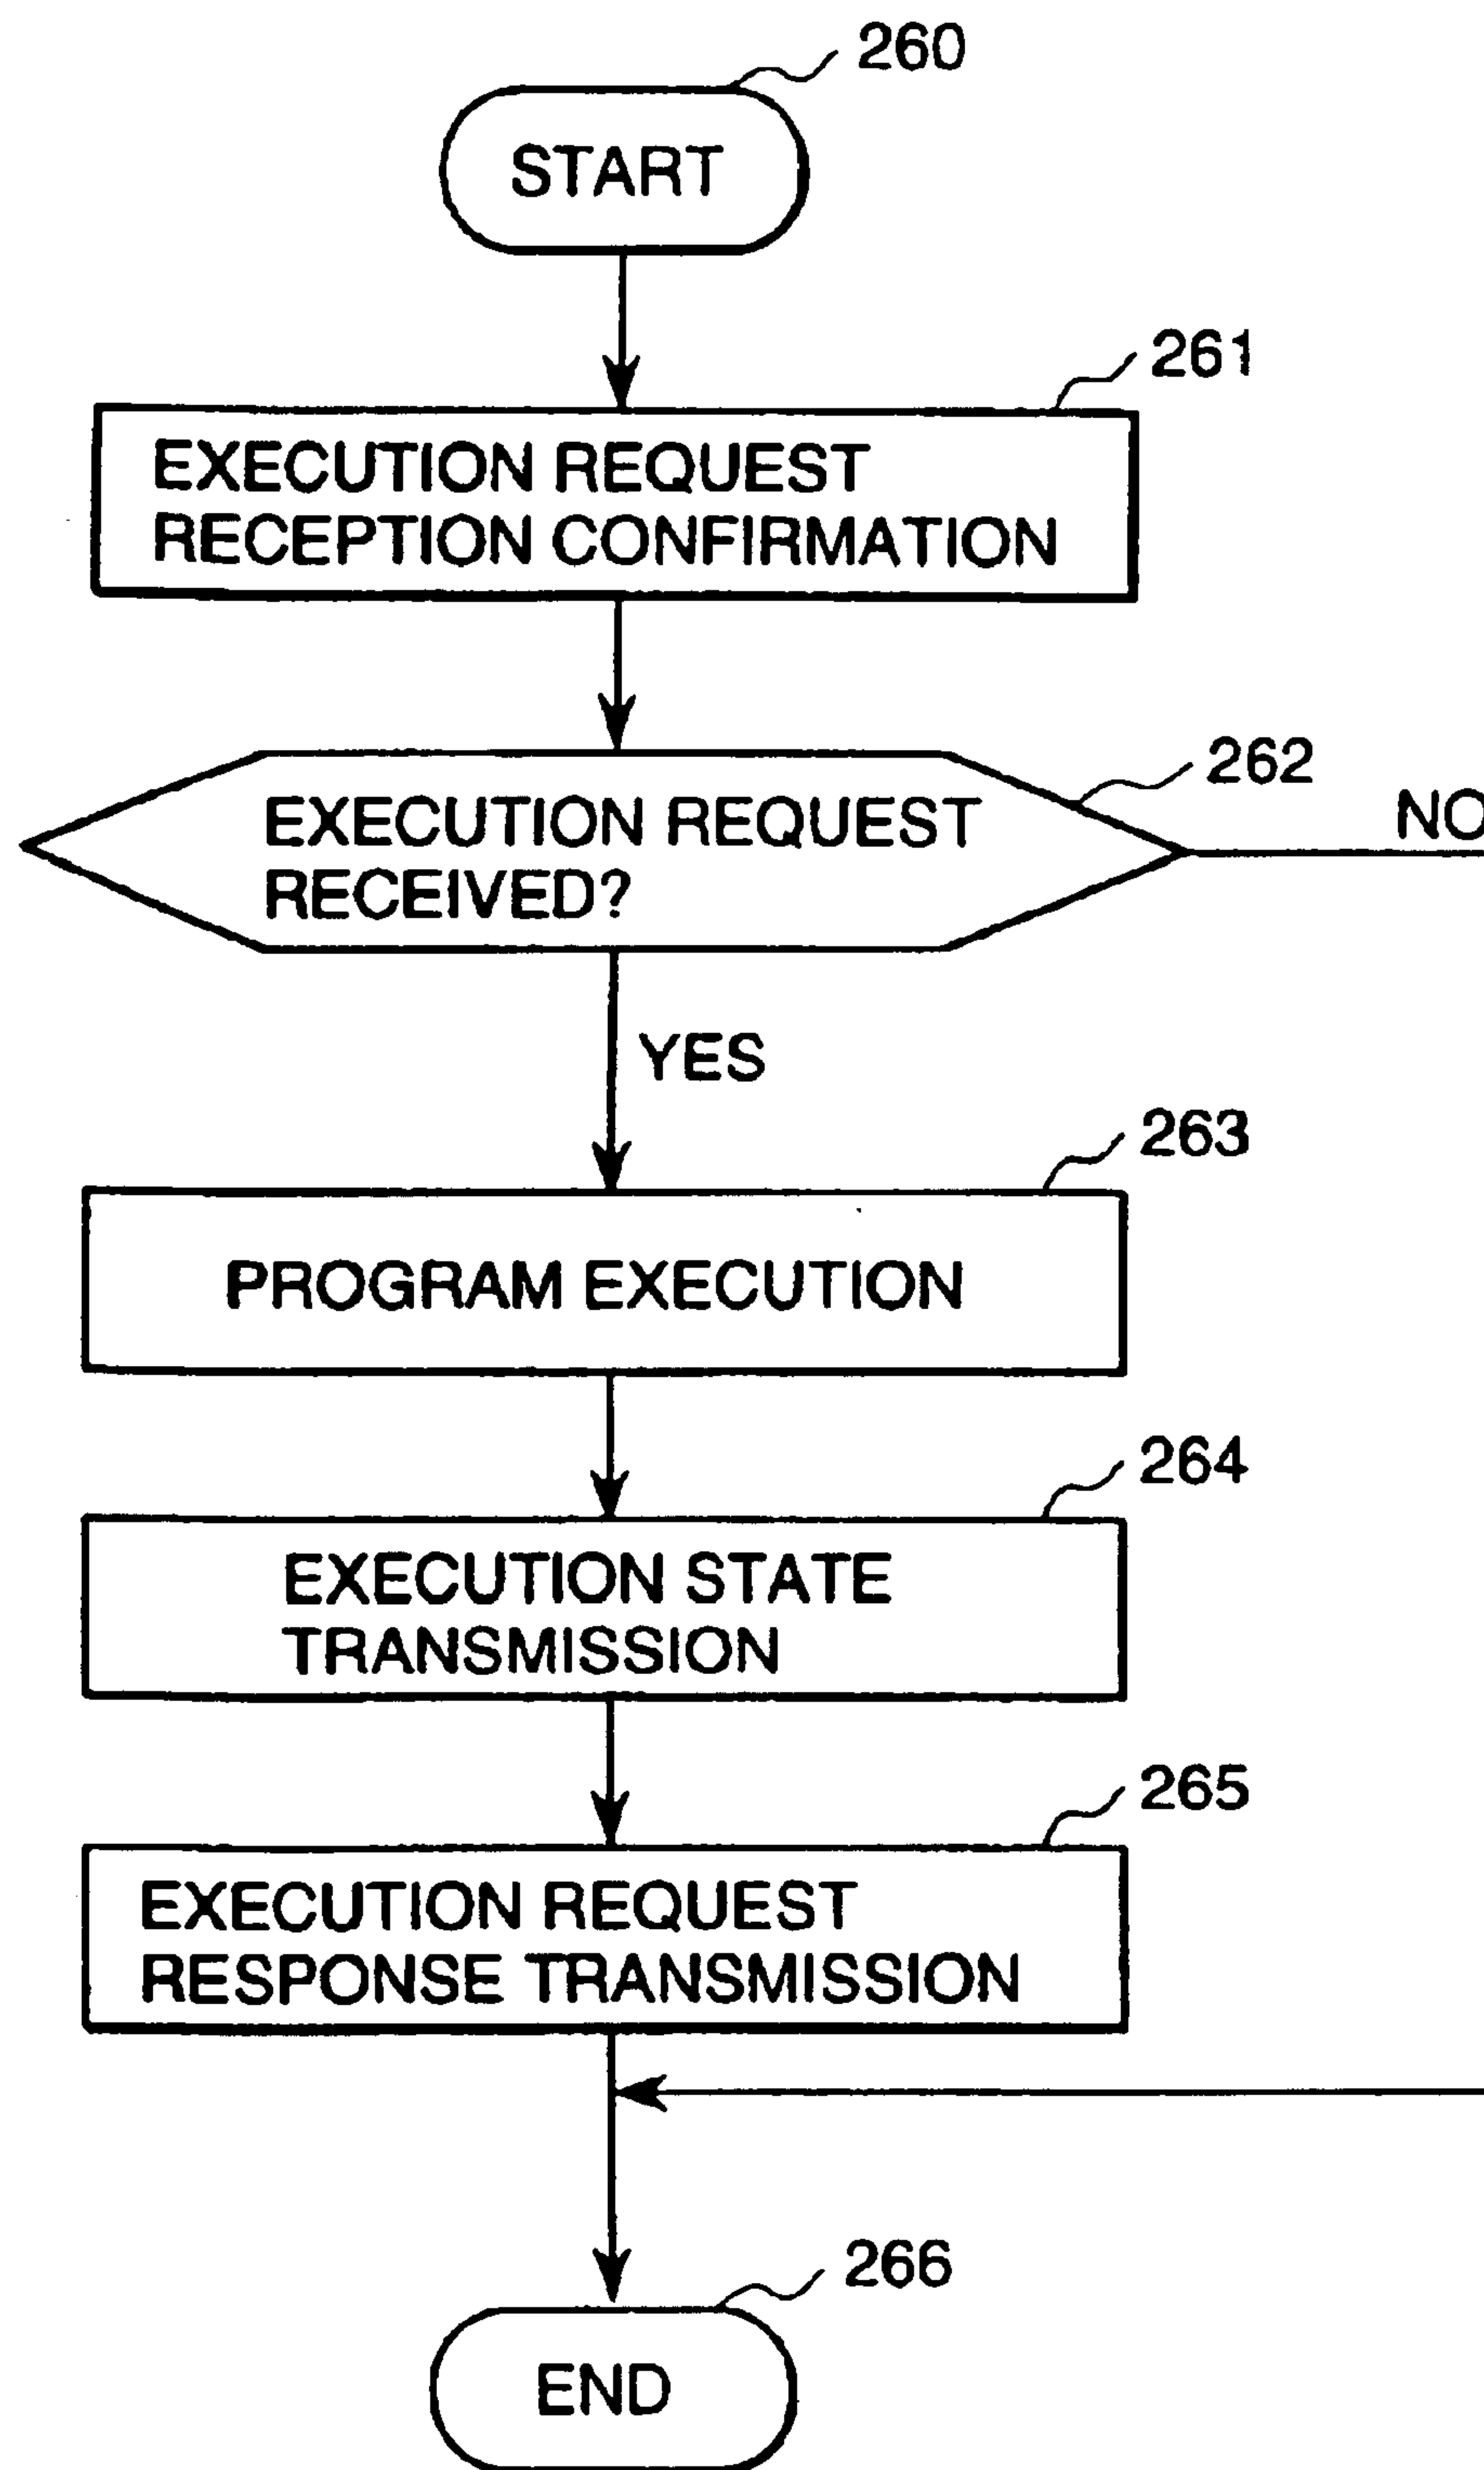 260
START
261
EXECUTION REQUEST
RECEPTION CONFIRMATION
262
EXECUTION REQUEST
RECEIVED?
NO
YES
263
PROGRAM EXECUTION
264
EXECUTION STATE
TRANSMISSION
265
EXECUTION REQUEST
RESPONSE TRANSMISSION
266
END